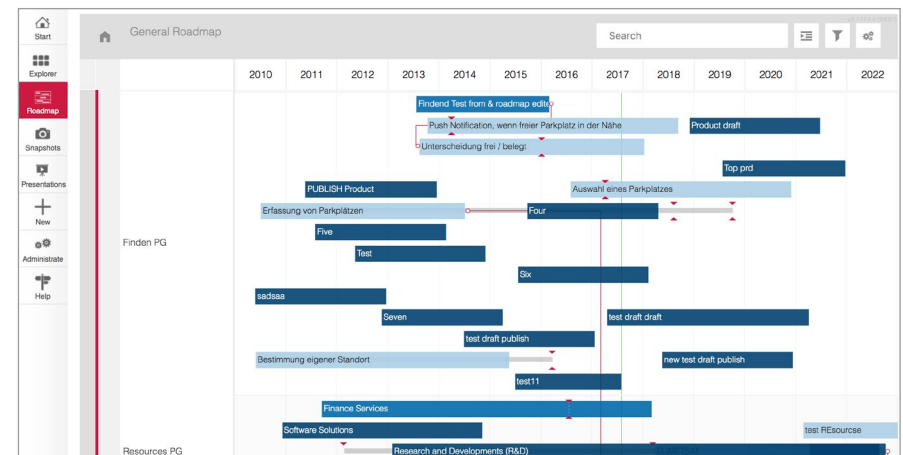 Start
Explorer
Roadmap
Snapshots
Presentations
New
Administrate
Help
General Roadmap
Search
2010 2011 2012 2013 2014 2015 2016 2017 2018 2019 2020 2021 2022
Finden PG
Findend Test from & roadmap edito
Push Notification, wenn freier Parkplatz in der Nähe
Product draft
Unterscheidung frei / belegt
Top prd
PUBLISH Product
Auswahl eines Parkplatzes
Erfassung von Parkplätzen
Four
Five
Test
Six
sadsaa
Seven
test draft draft
test draft publish
Bestimmung eigener Standort
new test draft publish
test11
Resources PG
Finance Services
Software Solutions
test REsourcse
Research and Developments (R&D)